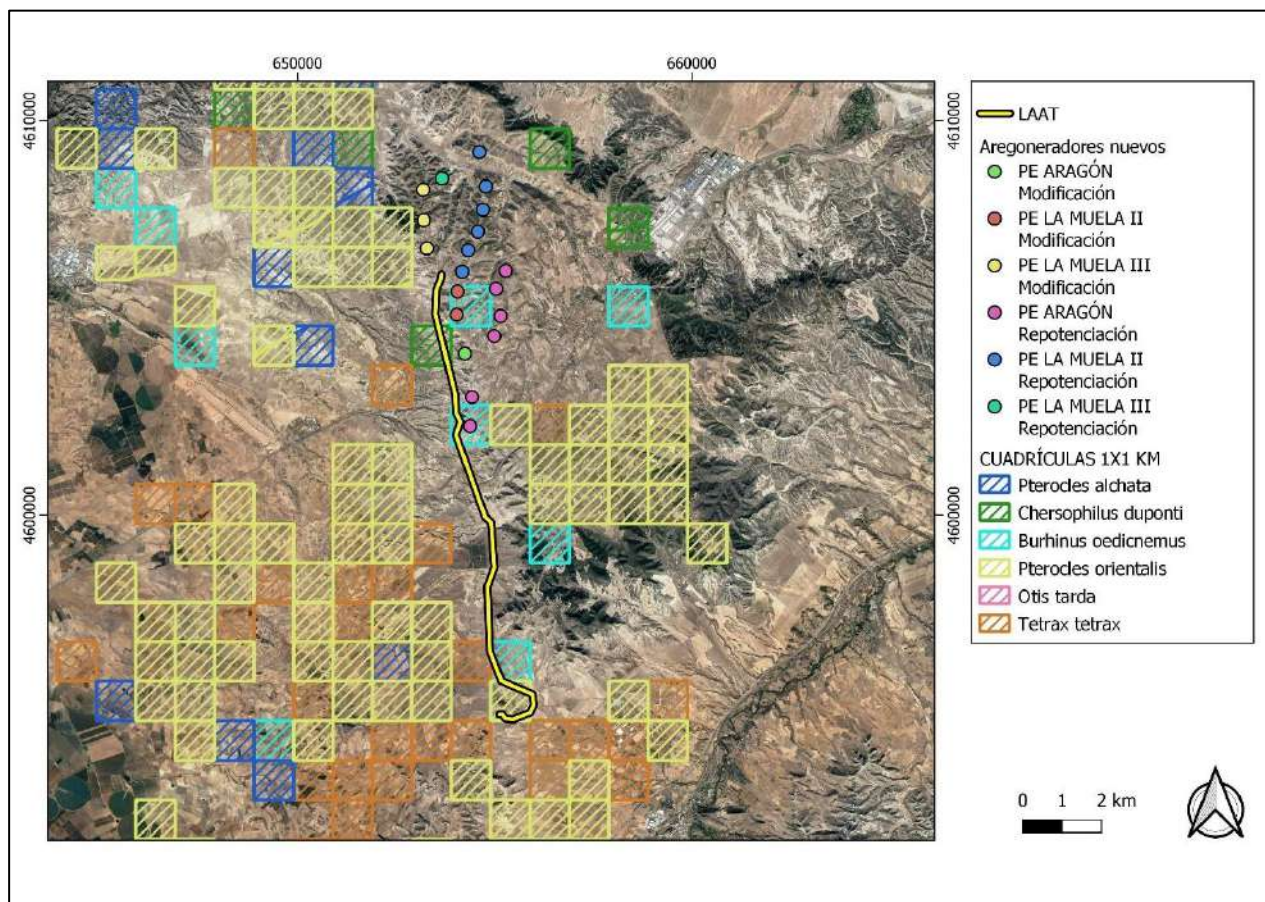 650000
660000
4610000
4610000
4600000
4600000
LAAT
Aregoneradores nuevos
PE ARAGÓN
Modificación
PE LA MUELA II
Modificación
PE LA MUELA III
Modificación
PE ARAGÓN
Repotenciación
PE LA MUELA II
Repotenciación
PE LA MUELA III
Repotenciación
CUADRÍCULAS 1X1 KM
Pterocles alchata
Chersophilus duponti
Burhinus oedicnemus
Pterocles orientalis
Otis tarda
Tetrax tetrax
0 1 2 km